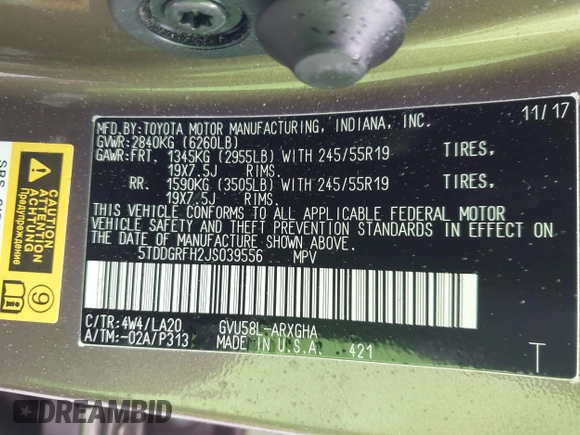 11/17
MFD.BY:TOYOTA MOTOR MANUFACTURING, INDIANA, INC.
GVWR:2840KG (6260LB)
GAWR:FRT. 1345KG (2955LB) WITH 245/55R19 TIRES,
19X7.5J RIMS.
RR. 1590KG (3505LB) WITH 245/55R19 TIRES,
19X7.5J RIMS.
THIS VEHICLE CONFORMS TO ALL APPLICABLE FEDERAL MOTOR
VEHICLE SAFETY AND THEFT PREVENTION STANDARDS IN EFFECT ON
THE DATE OF MANUFACTURE SHOWN ABOVE.
5TDDGRFH2JS039556 MPV
C/TR:4W4/LA20 GVU58L-ARXGHA
A/TM:-02A/P313 MADE IN U.S.A. 421
T
CAUTION
ATTENTION
ACHTUNG
Предупреждение
9
i
DREAMBID